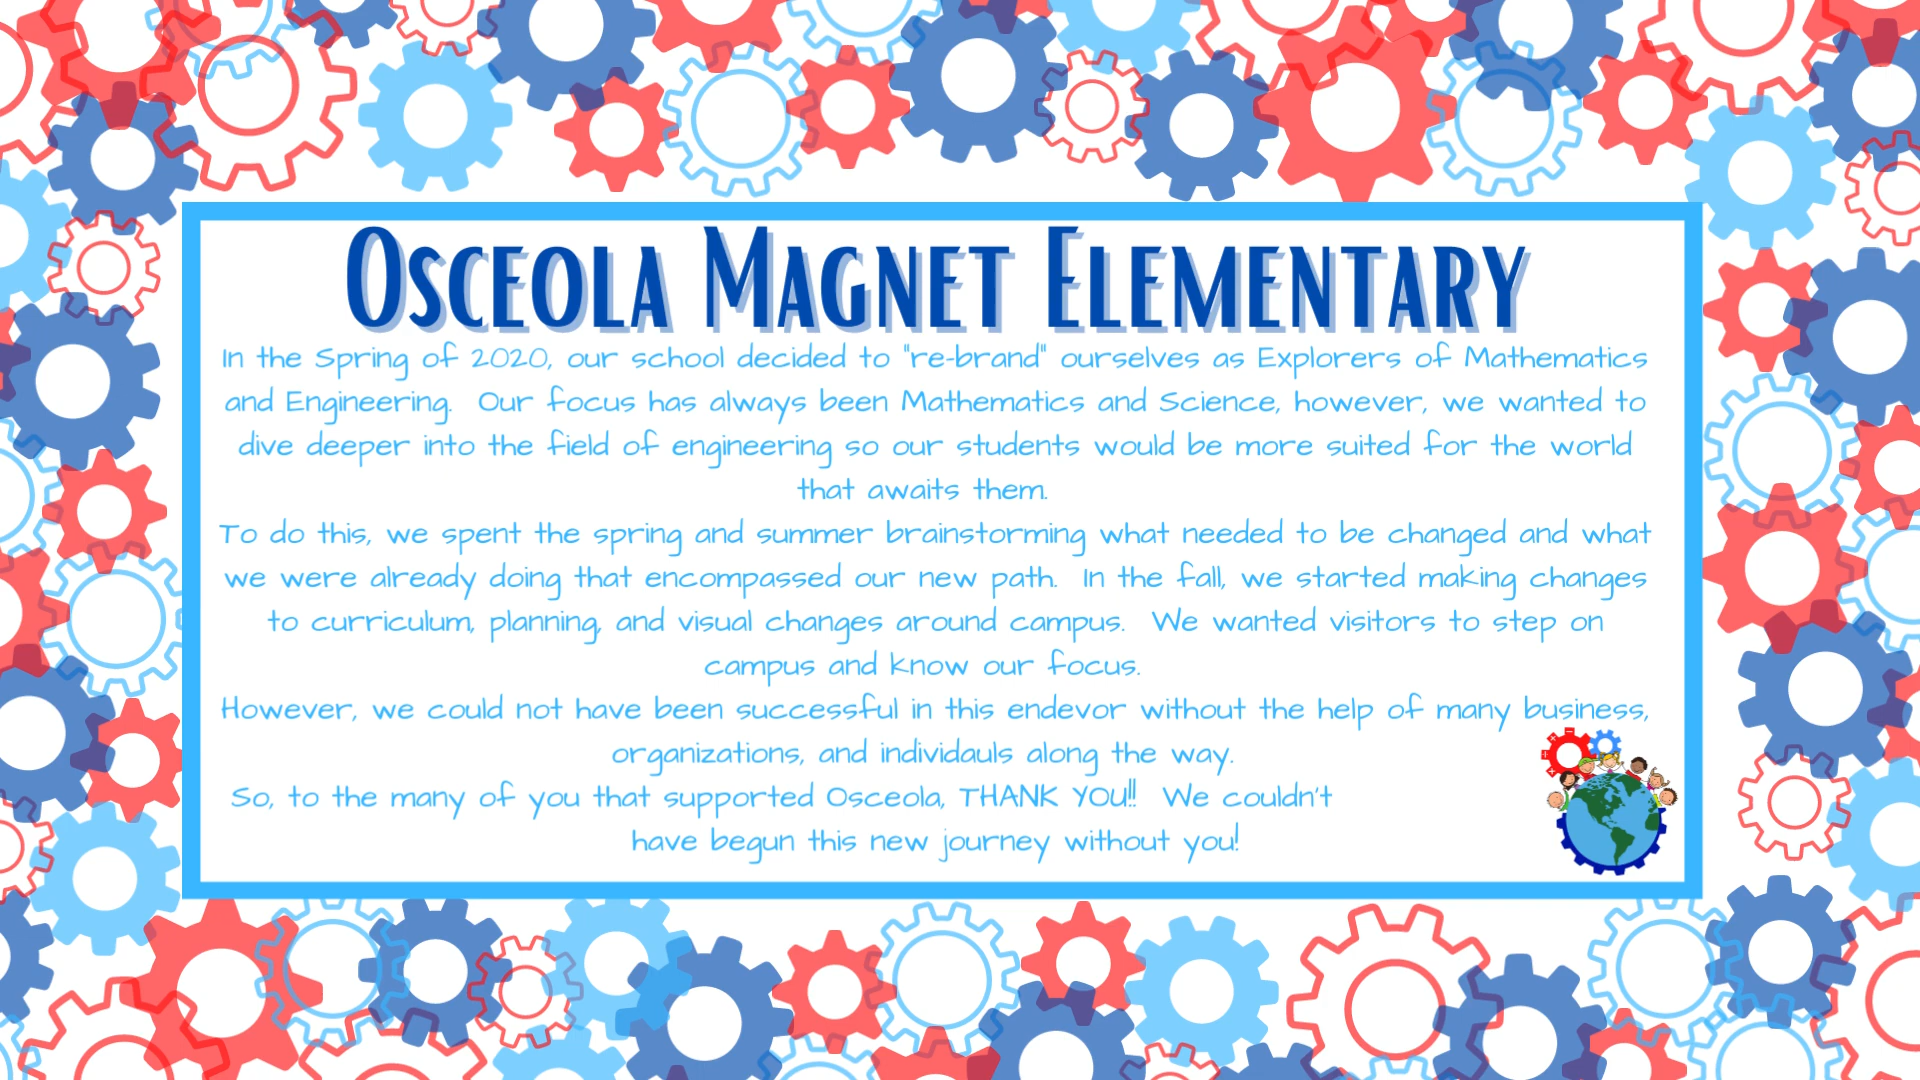 Osceola Magnet Elementary
In the Spring of 2020, our school decided to "re-brand" ourselves as Explorers of Mathematics
and Engineering. Our focus has always been Mathematics and Science, however, we wanted to
dive deeper into the field of engineering so our students would be more suited for the world
that awaits them.
To do this, we spent the spring and summer brainstorming what needed to be changed and what
we were already doing that encompassed our new path. In the fall, we started making changes
to curriculum, planning, and visual changes around campus. We wanted visitors to step on
campus and know our focus.
However, we could not have been successful in this endevor without the help of many business,
organizations, and individauls along the way.
So, to the many of you that supported Osceola, THANK YOU!! We couldn't
have begun this new journey without you!